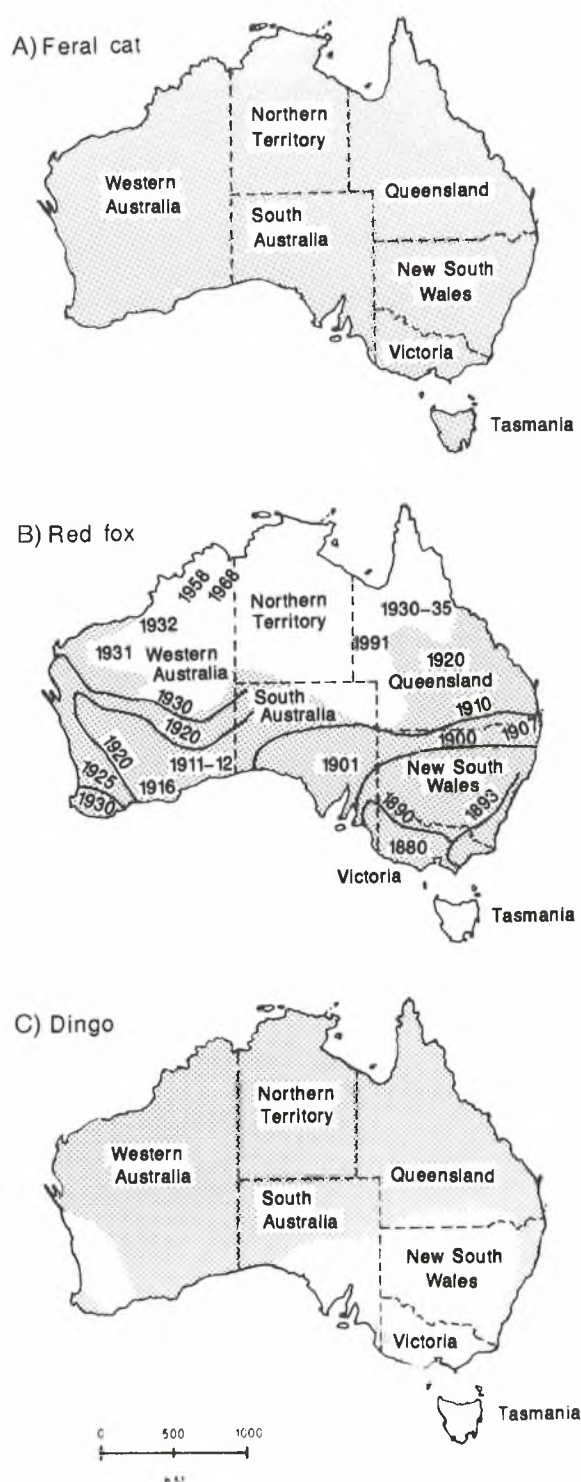 A) Feral cat
Northern
Territory
Western
Australia
Queensland
South
Australia
New South
Wales
Victoria
Tasmania
B) Red fox
1958
1968
Northern
Territory
1930-35
1932
1991
1931
Western
Australia
1920
Queensland
1930
South
Australia
1910
1920
1900
1907
1920
1911-12
1901
New South
Wales
1925
1916
1890
1893
1930
1880
Victoria
Tasmania
C) Dingo
Northern
Territory
Western
Australia
Queensland
South
Australia
New South
Wales
Victoria
Tasmania
0 500 1000